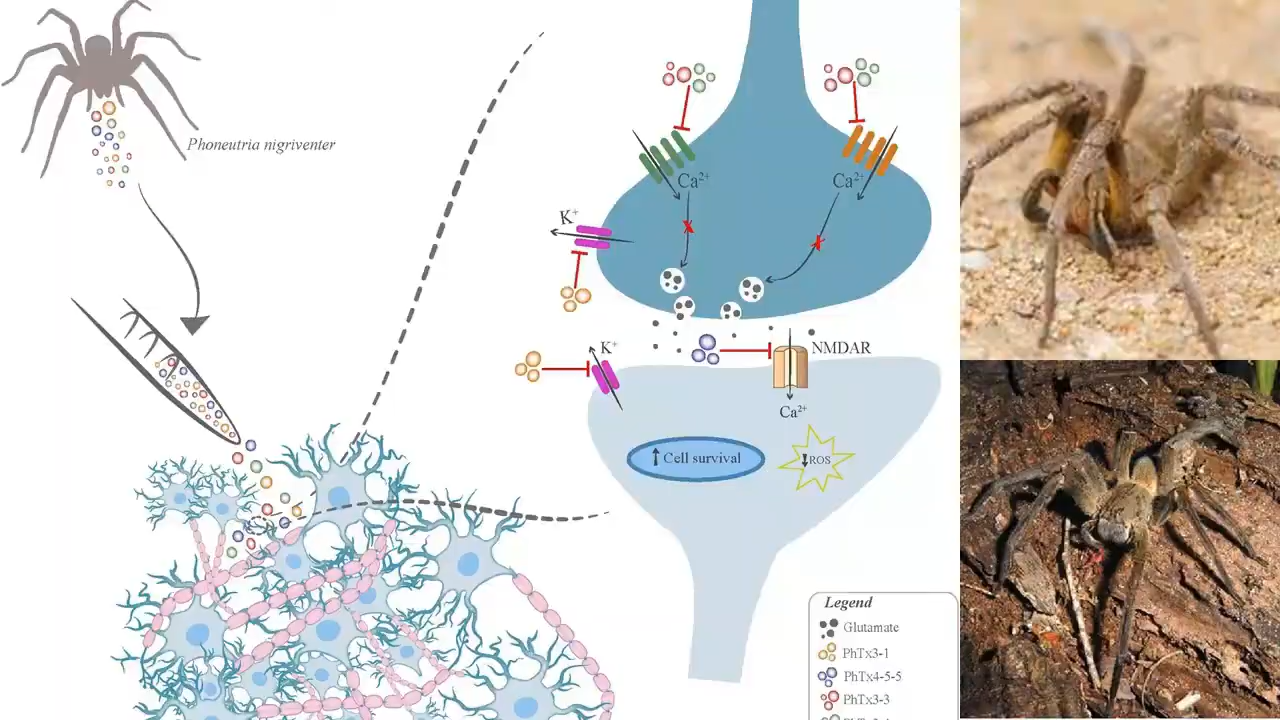 Phoneutria nigriventer
Ca²⁺
Ca²⁺
K⁺
K⁺
NMDAR
Ca²⁺
Cell survival
ROS
Legend
Glutamate
PhTx3-1
PhTx4-5-5
PhTx3-3